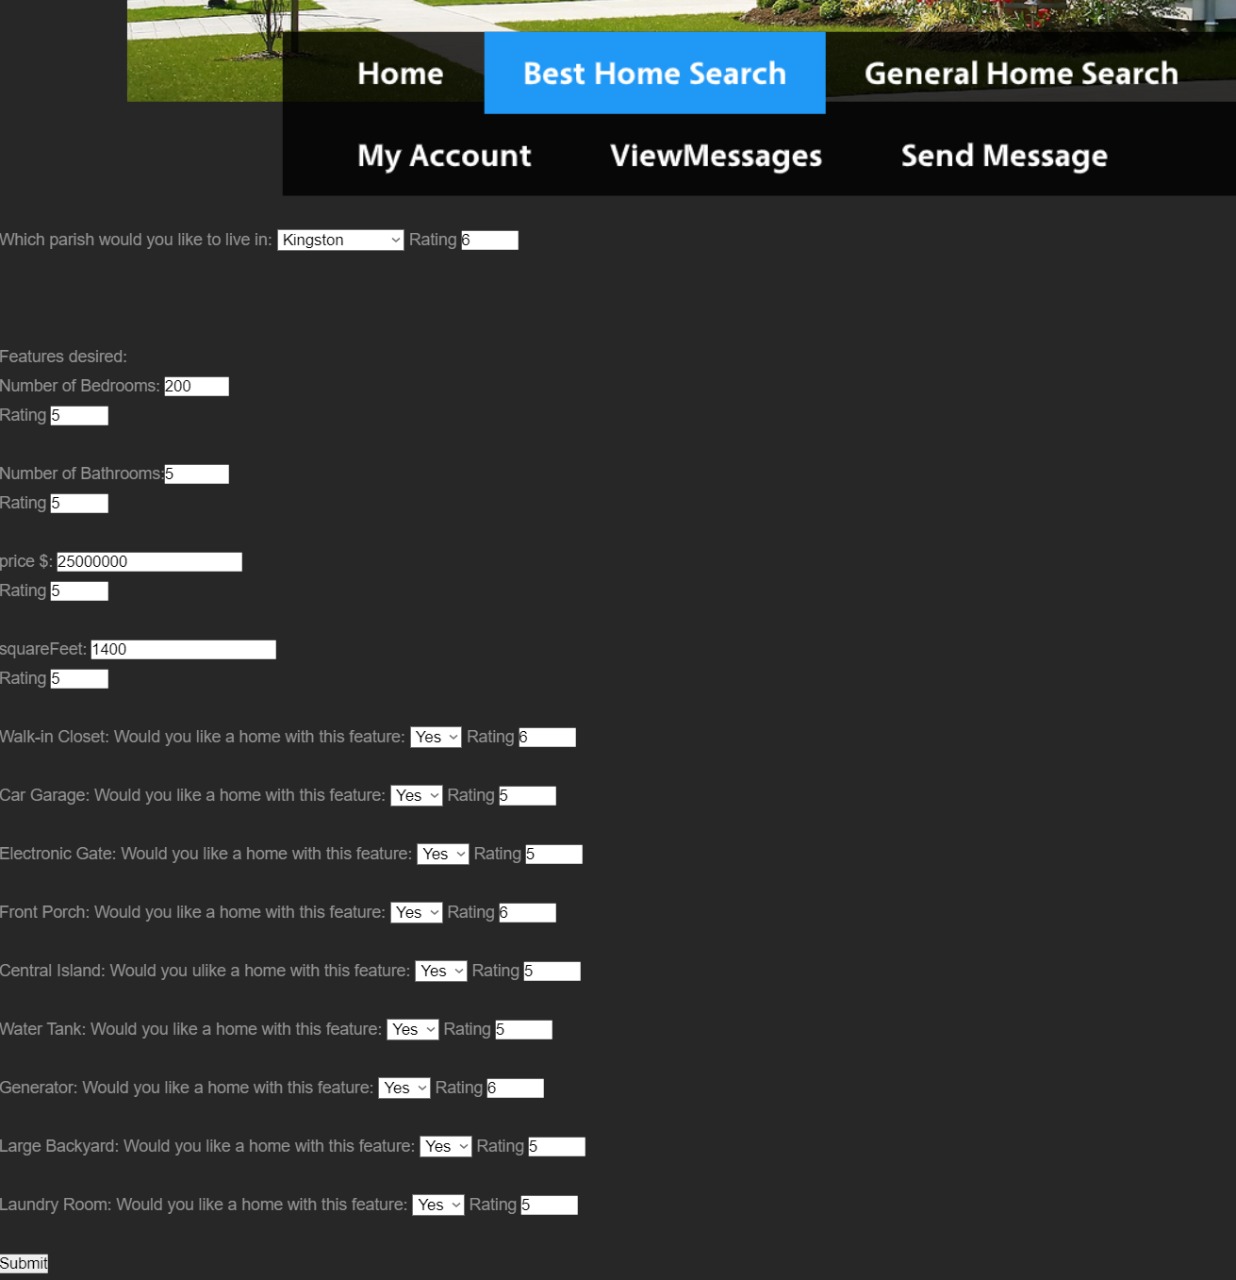 Home Best Home Search General Home Search
My Account ViewMessages Send Message
Which parish would you like to live in: Kingston Rating 6
Features desired:
Number of Bedrooms: 200
Rating 5
Number of Bathrooms:5
Rating 5
price $: 25000000
Rating 5
squareFeet: 1400
Rating 5
Walk-in Closet: Would you like a home with this feature: Yes Rating 6
Car Garage: Would you like a home with this feature: Yes Rating 5
Electronic Gate: Would you like a home with this feature: Yes Rating 5
Front Porch: Would you like a home with this feature: Yes Rating 6
Central Island: Would you ulike a home with this feature: Yes Rating 5
Water Tank: Would you like a home with this feature: Yes Rating 5
Generator: Would you like a home with this feature: Yes Rating 6
Large Backyard: Would you like a home with this feature: Yes Rating 5
Laundry Room: Would you like a home with this feature: Yes Rating 5
Submit